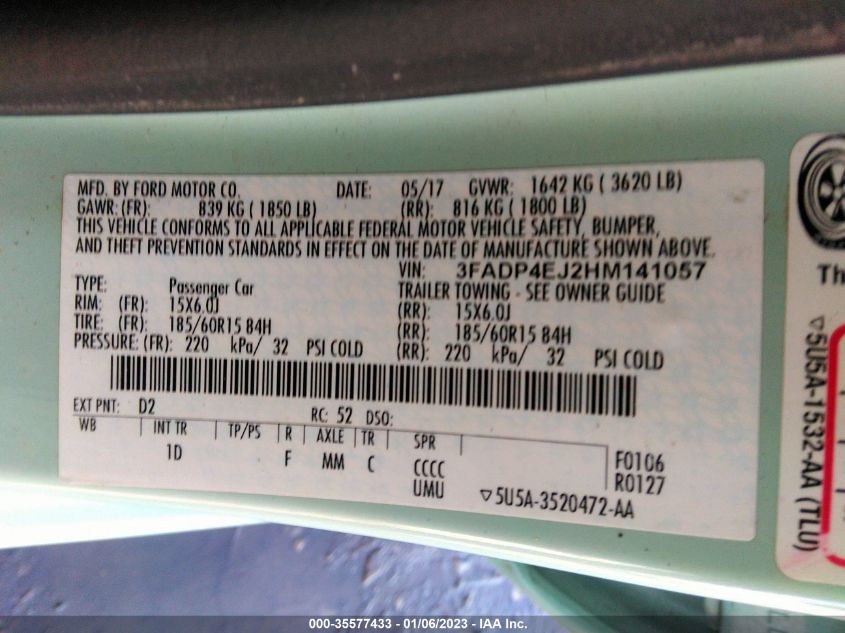 MFD. BY FORD MOTOR CO. DATE: 05/17 GVWR: 1642 KG ( 3620 LB)
GAWR: (FR): 839 KG ( 1850 LB) (RR): 816 KG ( 1800 LB)
THIS VEHICLE CONFORMS TO ALL APPLICABLE FEDERAL MOTOR VEHICLE SAFETY, BUMPER,
AND THEFT PREVENTION STANDARDS IN EFFECT ON THE DATE OF MANUFACTURE SHOWN ABOVE.
VIN: 3FADP4EJ2HM141057
TYPE: Passenger Car TRAILER TOWING - SEE OWNER GUIDE
RIM: (FR): 15X6.0J (RR): 15X6.0J
TIRE: (FR): 185/60R15 84H (RR): 185/60R15 84H
PRESSURE: (FR): 220 kPa/ 32 PSI COLD (RR): 220 kPa/ 32 PSI COLD
EXT PNT: D2 RC: 52 DSO:
WB INT TR TP/PS R AXLE TR SPR
1D F MM C CCCC F0106
UMU R0127
▽5U5A-3520472-AA
Th
▽5U5A-1532-AA (TLU)
000-35577433 - 01/06/2023 - IAA Inc.